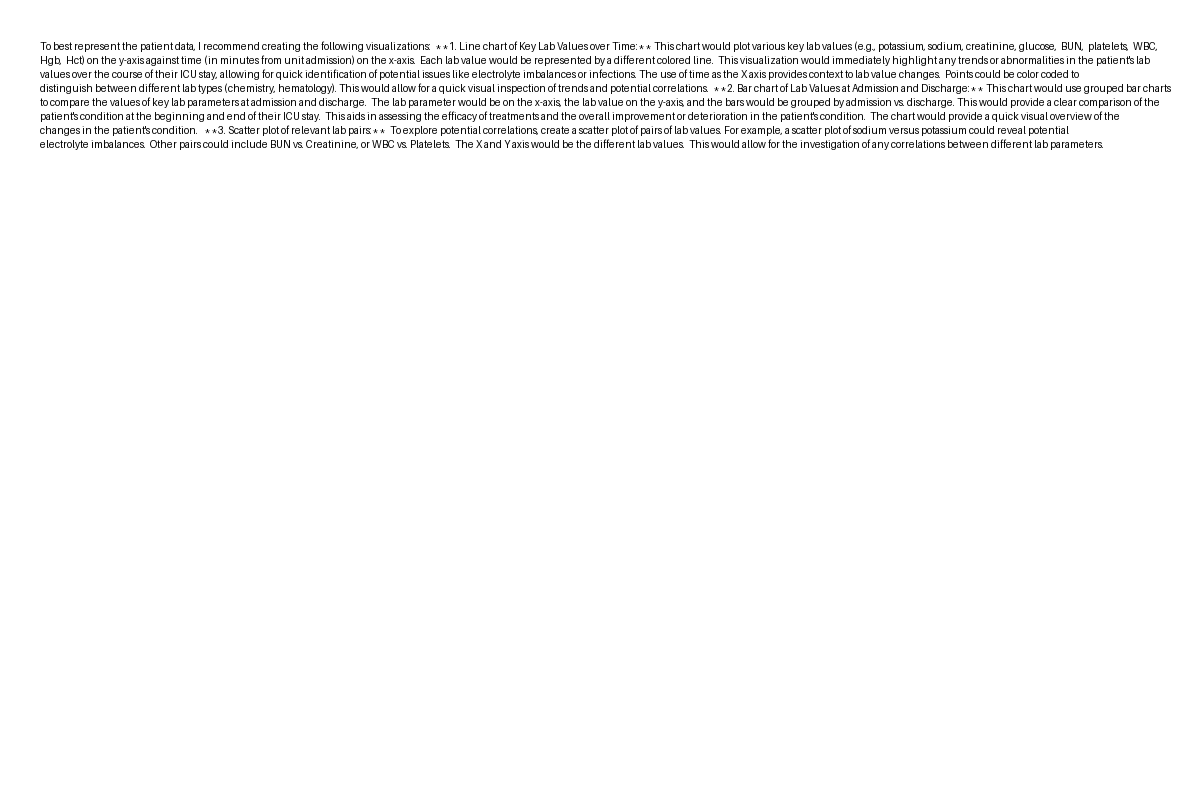 To best represent the patient data, I recommend creating the following visualizations:  **1. Line chart of Key Lab Values over Time:** This chart would plot various key lab values (e.g., potassium, sodium, creatinine, glucose,  BUN,  platelets,  WBC,
Hgb,  Hct) on the y-axis against time (in minutes from unit admission) on the x-axis.  Each lab value would be represented by a different colored line.  This visualization would immediately highlight any trends or abnormalities in the patient's lab
values over the course of their ICU stay, allowing for quick identification of potential issues like electrolyte imbalances or infections. The use of time as the X axis provides context to lab value changes.  Points could be color coded to
distinguish between different lab types (chemistry, hematology). This would allow for a quick visual inspection of trends and potential correlations.  **2. Bar chart of Lab Values at Admission and Discharge:** This chart would use grouped bar charts
to compare the values of key lab parameters at admission and discharge.  The lab parameter would be on the x-axis, the lab value on the y-axis, and the bars would be grouped by admission vs. discharge. This would provide a clear comparison of the
patient's condition at the beginning and end of their ICU stay.  This aids in assessing the efficacy of treatments and the overall improvement or deterioration in the patient's condition.  The chart would provide a quick visual overview of the
changes in the patient's condition.  **3. Scatter plot of relevant lab pairs:**  To explore potential correlations, create a scatter plot of pairs of lab values. For example, a scatter plot of sodium versus potassium could reveal potential
electrolyte imbalances.  Other pairs could include BUN vs. Creatinine, or WBC vs. Platelets.  The X and Y axis would be the different lab values.  This would allow for the investigation of any correlations between different lab parameters.